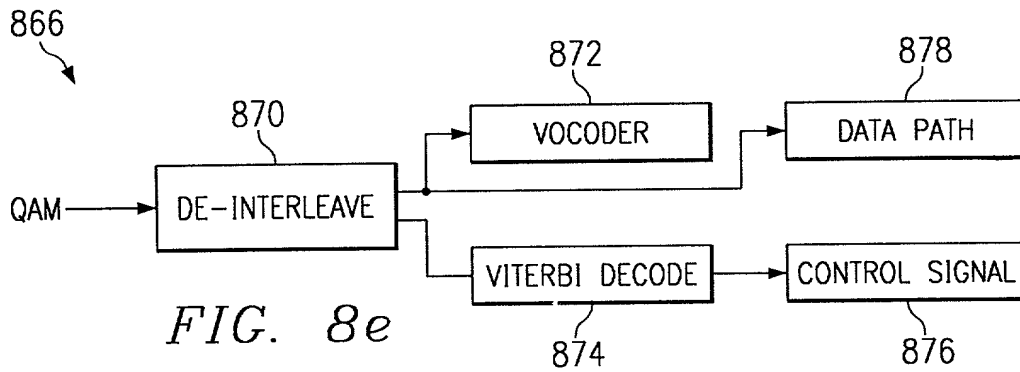 866
872
878
870
VOCODER
DATA PATH
QAM
DE-INTERLEAVE
VITERBI DECODE
CONTROL SIGNAL
FIG. 8e
874
876